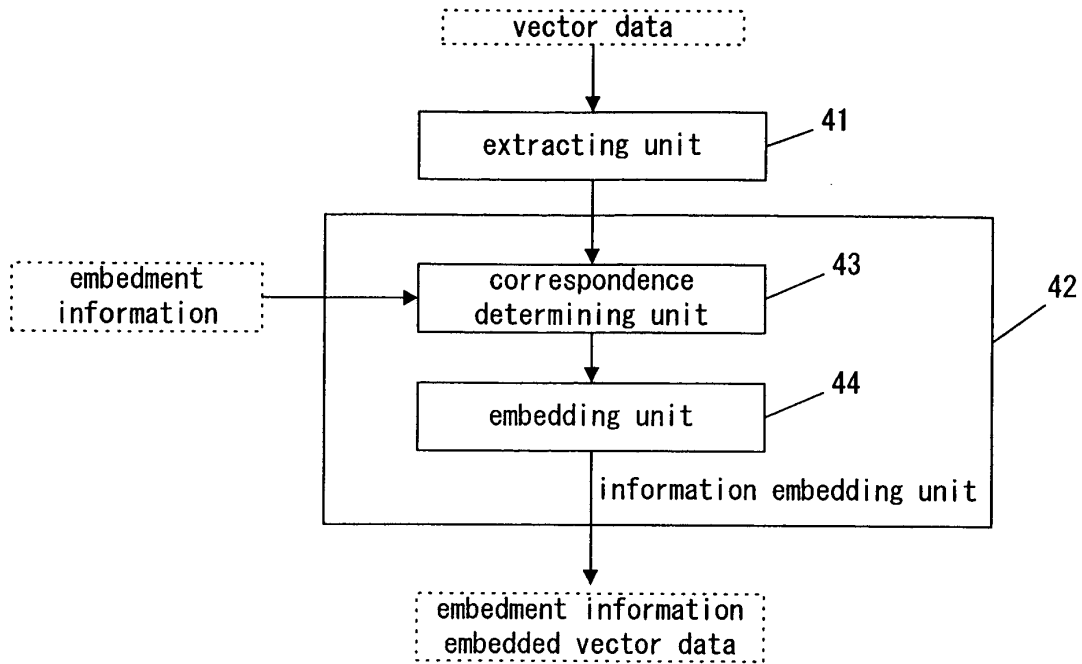 vector data
extracting unit
41
embedment
information
correspondence
determining unit
43
42
embedding unit
44
information embedding unit
embedment information
embedded vector data